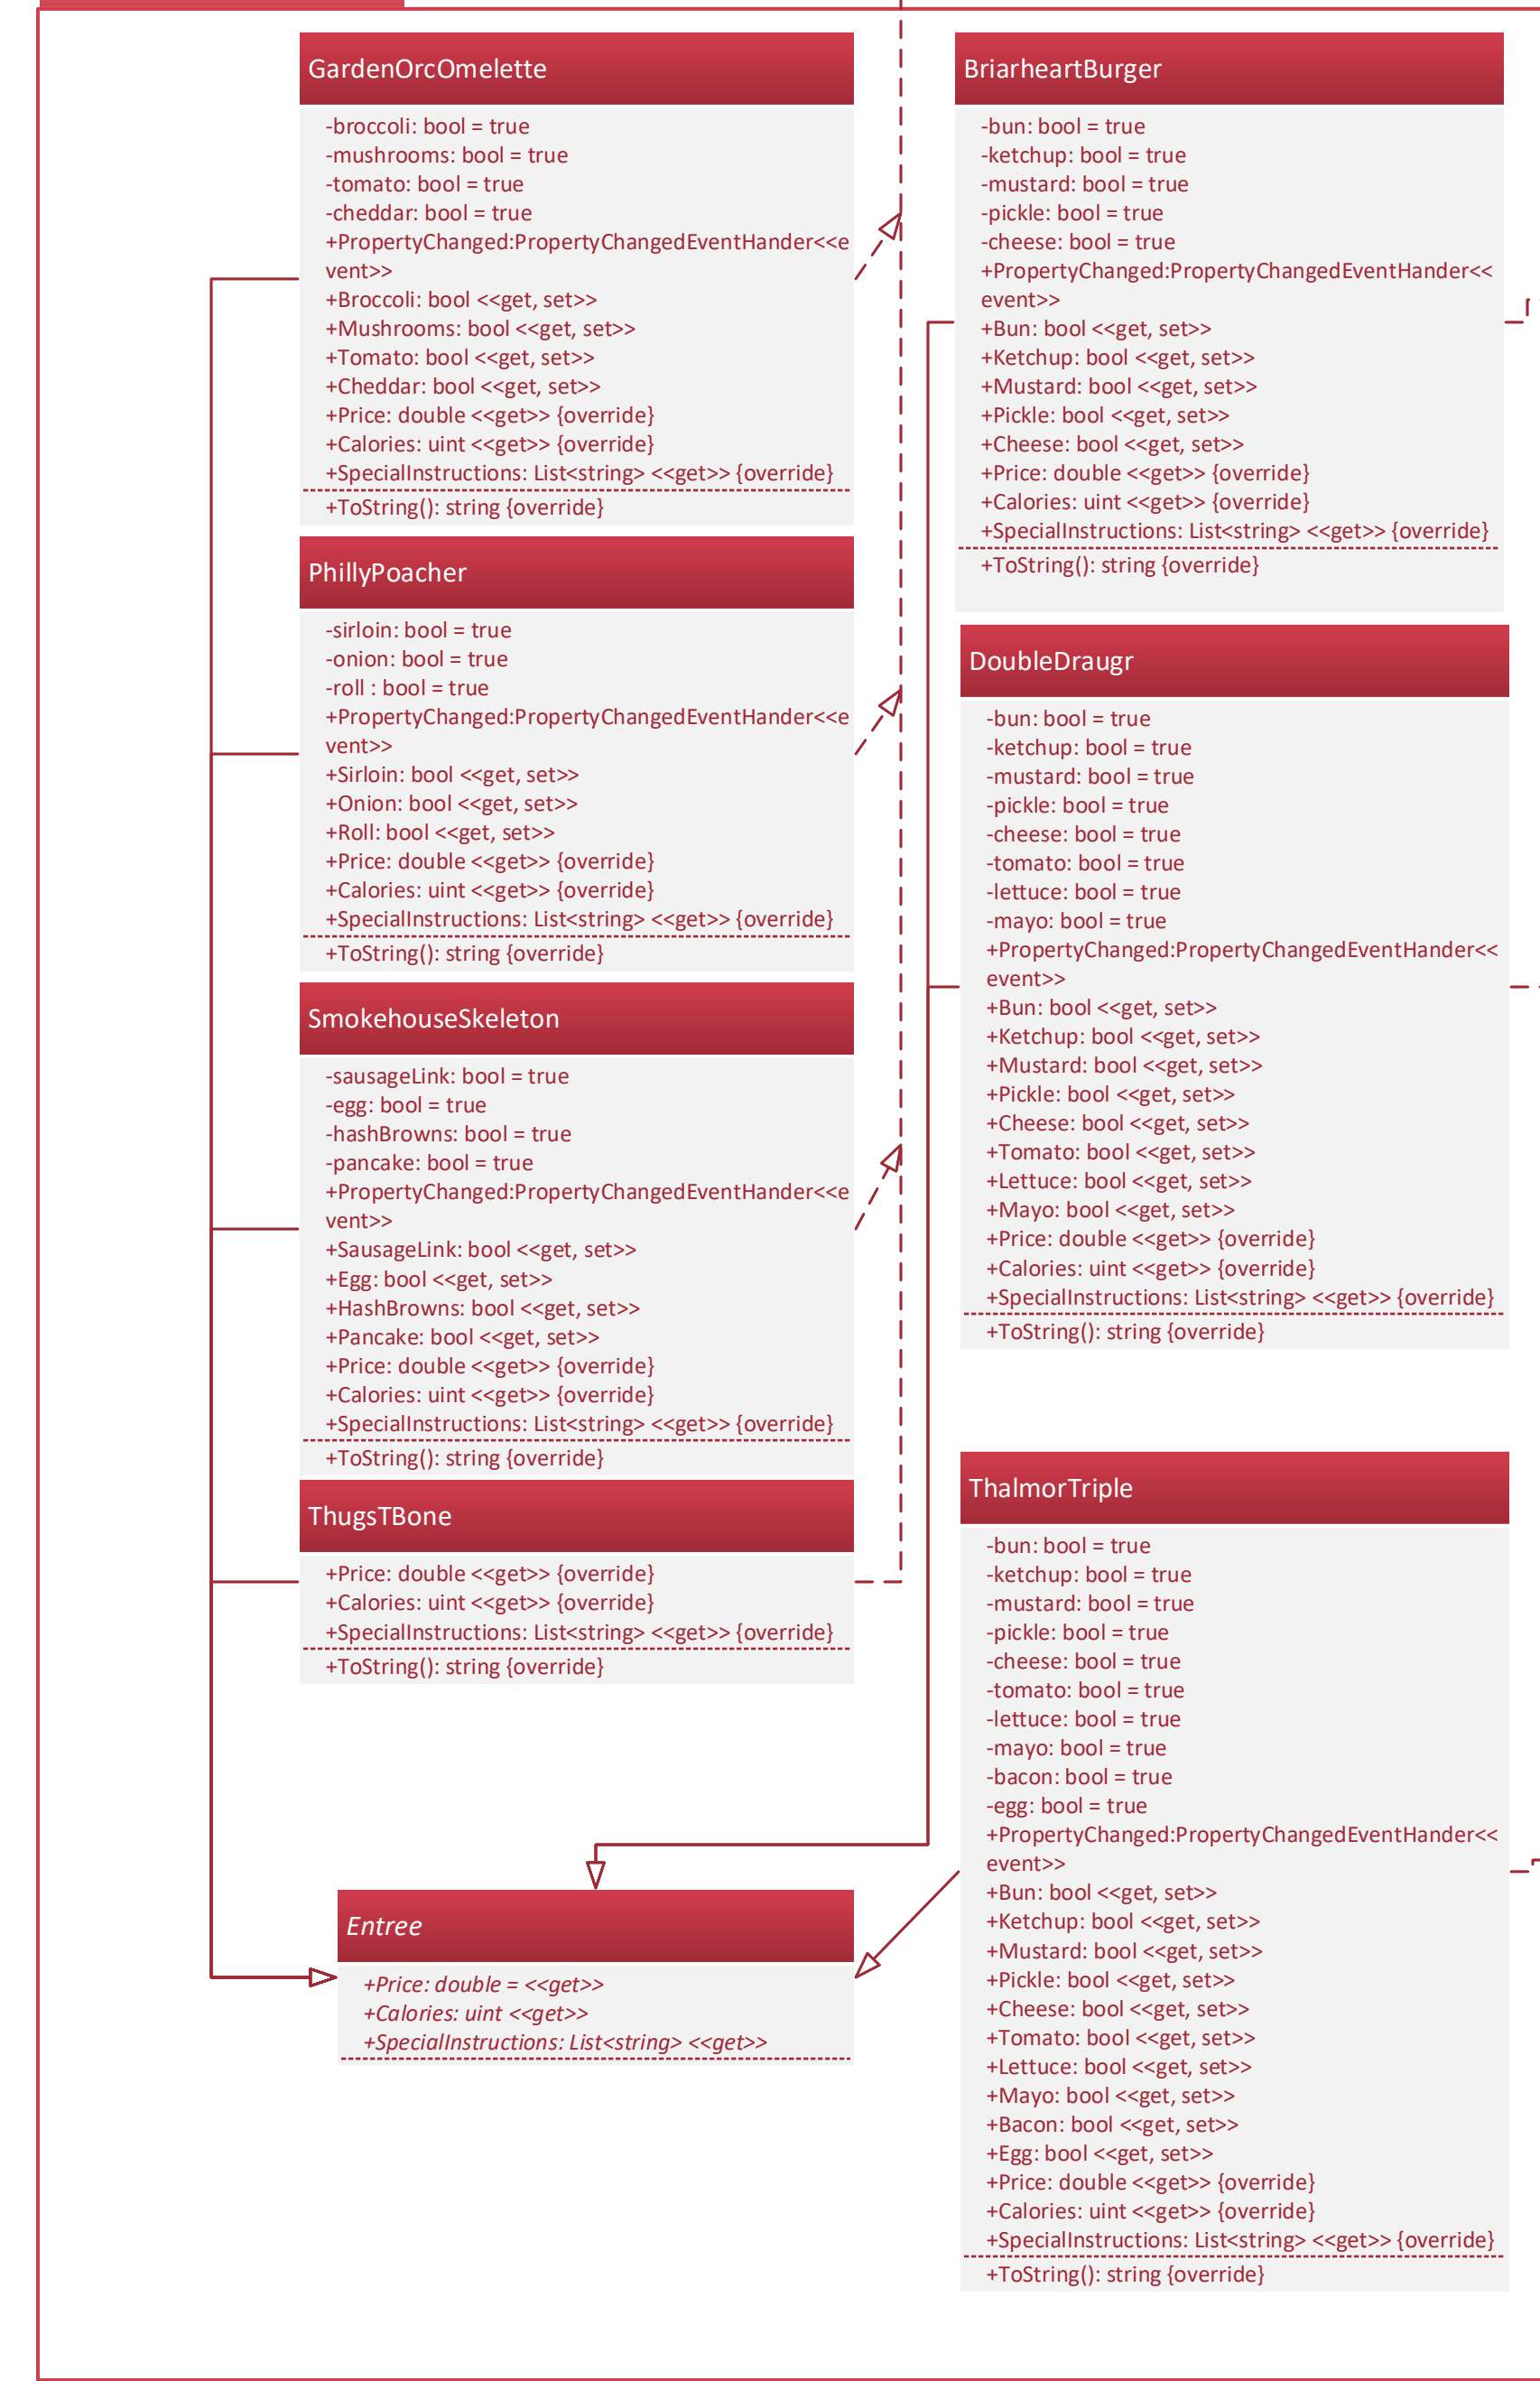 GardenOrcOmelette
-broccoli: bool = true
-mushrooms: bool = true
-tomato: bool = true
-cheddar: bool = true
+PropertyChanged:PropertyChangedEventHander<<e
vent>>
+Broccoli: bool <<get, set>>
+Mushrooms: bool <<get, set>>
+Tomato: bool <<get, set>>
+Cheddar: bool <<get, set>>
+Price: double <<get>> {override}
+Calories: uint <<get>> {override}
+SpecialInstructions: List<string> <<get>> {override}
+ToString(): string {override}
PhillyPoacher
-sirloin: bool = true
-onion: bool = true
-roll : bool = true
+PropertyChanged:PropertyChangedEventHander<<e
vent>>
+Sirloin: bool <<get, set>>
+Onion: bool <<get, set>>
+Roll: bool <<get, set>>
+Price: double <<get>> {override}
+Calories: uint <<get>> {override}
+SpecialInstructions: List<string> <<get>> {override}
+ToString(): string {override}
SmokehouseSkeleton
-sausageLink: bool = true
-egg: bool = true
-hashBrowns: bool = true
-pancake: bool = true
+PropertyChanged:PropertyChangedEventHander<<e
vent>>
+SausageLink: bool <<get, set>>
+Egg: bool <<get, set>>
+HashBrowns: bool <<get, set>>
+Pancake: bool <<get, set>>
+Price: double <<get>> {override}
+Calories: uint <<get>> {override}
+SpecialInstructions: List<string> <<get>> {override}
+ToString(): string {override}
ThugsTBone
+Price: double <<get>> {override}
+Calories: uint <<get>> {override}
+SpecialInstructions: List<string> <<get>> {override}
+ToString(): string {override}
Entree
+Price: double = <<get>>
+Calories: uint <<get>>
+SpecialInstructions: List<string> <<get>>
BriarheartBurger
-bun: bool = true
-ketchup: bool = true
-mustard: bool = true
-pickle: bool = true
-cheese: bool = true
+PropertyChanged:PropertyChangedEventHander<<
event>>
+Bun: bool <<get, set>>
+Ketchup: bool <<get, set>>
+Mustard: bool <<get, set>>
+Pickle: bool <<get, set>>
+Cheese: bool <<get, set>>
+Price: double <<get>> {override}
+Calories: uint <<get>> {override}
+SpecialInstructions: List<string> <<get>> {override}
+ToString(): string {override}
DoubleDraugr
-bun: bool = true
-ketchup: bool = true
-mustard: bool = true
-pickle: bool = true
-cheese: bool = true
-tomato: bool = true
-lettuce: bool = true
-mayo: bool = true
+PropertyChanged:PropertyChangedEventHander<<
event>>
+Bun: bool <<get, set>>
+Ketchup: bool <<get, set>>
+Mustard: bool <<get, set>>
+Pickle: bool <<get, set>>
+Cheese: bool <<get, set>>
+Tomato: bool <<get, set>>
+Lettuce: bool <<get, set>>
+Mayo: bool <<get, set>>
+Price: double <<get>> {override}
+Calories: uint <<get>> {override}
+SpecialInstructions: List<string> <<get>> {override}
+ToString(): string {override}
ThalmorTriple
-bun: bool = true
-ketchup: bool = true
-mustard: bool = true
-pickle: bool = true
-cheese: bool = true
-tomato: bool = true
-lettuce: bool = true
-mayo: bool = true
-bacon: bool = true
-egg: bool = true
+PropertyChanged:PropertyChangedEventHander<<
event>>
+Bun: bool <<get, set>>
+Ketchup: bool <<get, set>>
+Mustard: bool <<get, set>>
+Pickle: bool <<get, set>>
+Cheese: bool <<get, set>>
+Tomato: bool <<get, set>>
+Lettuce: bool <<get, set>>
+Mayo: bool <<get, set>>
+Bacon: bool <<get, set>>
+Egg: bool <<get, set>>
+Price: double <<get>> {override}
+Calories: uint <<get>> {override}
+SpecialInstructions: List<string> <<get>> {override}
+ToString(): string {override}